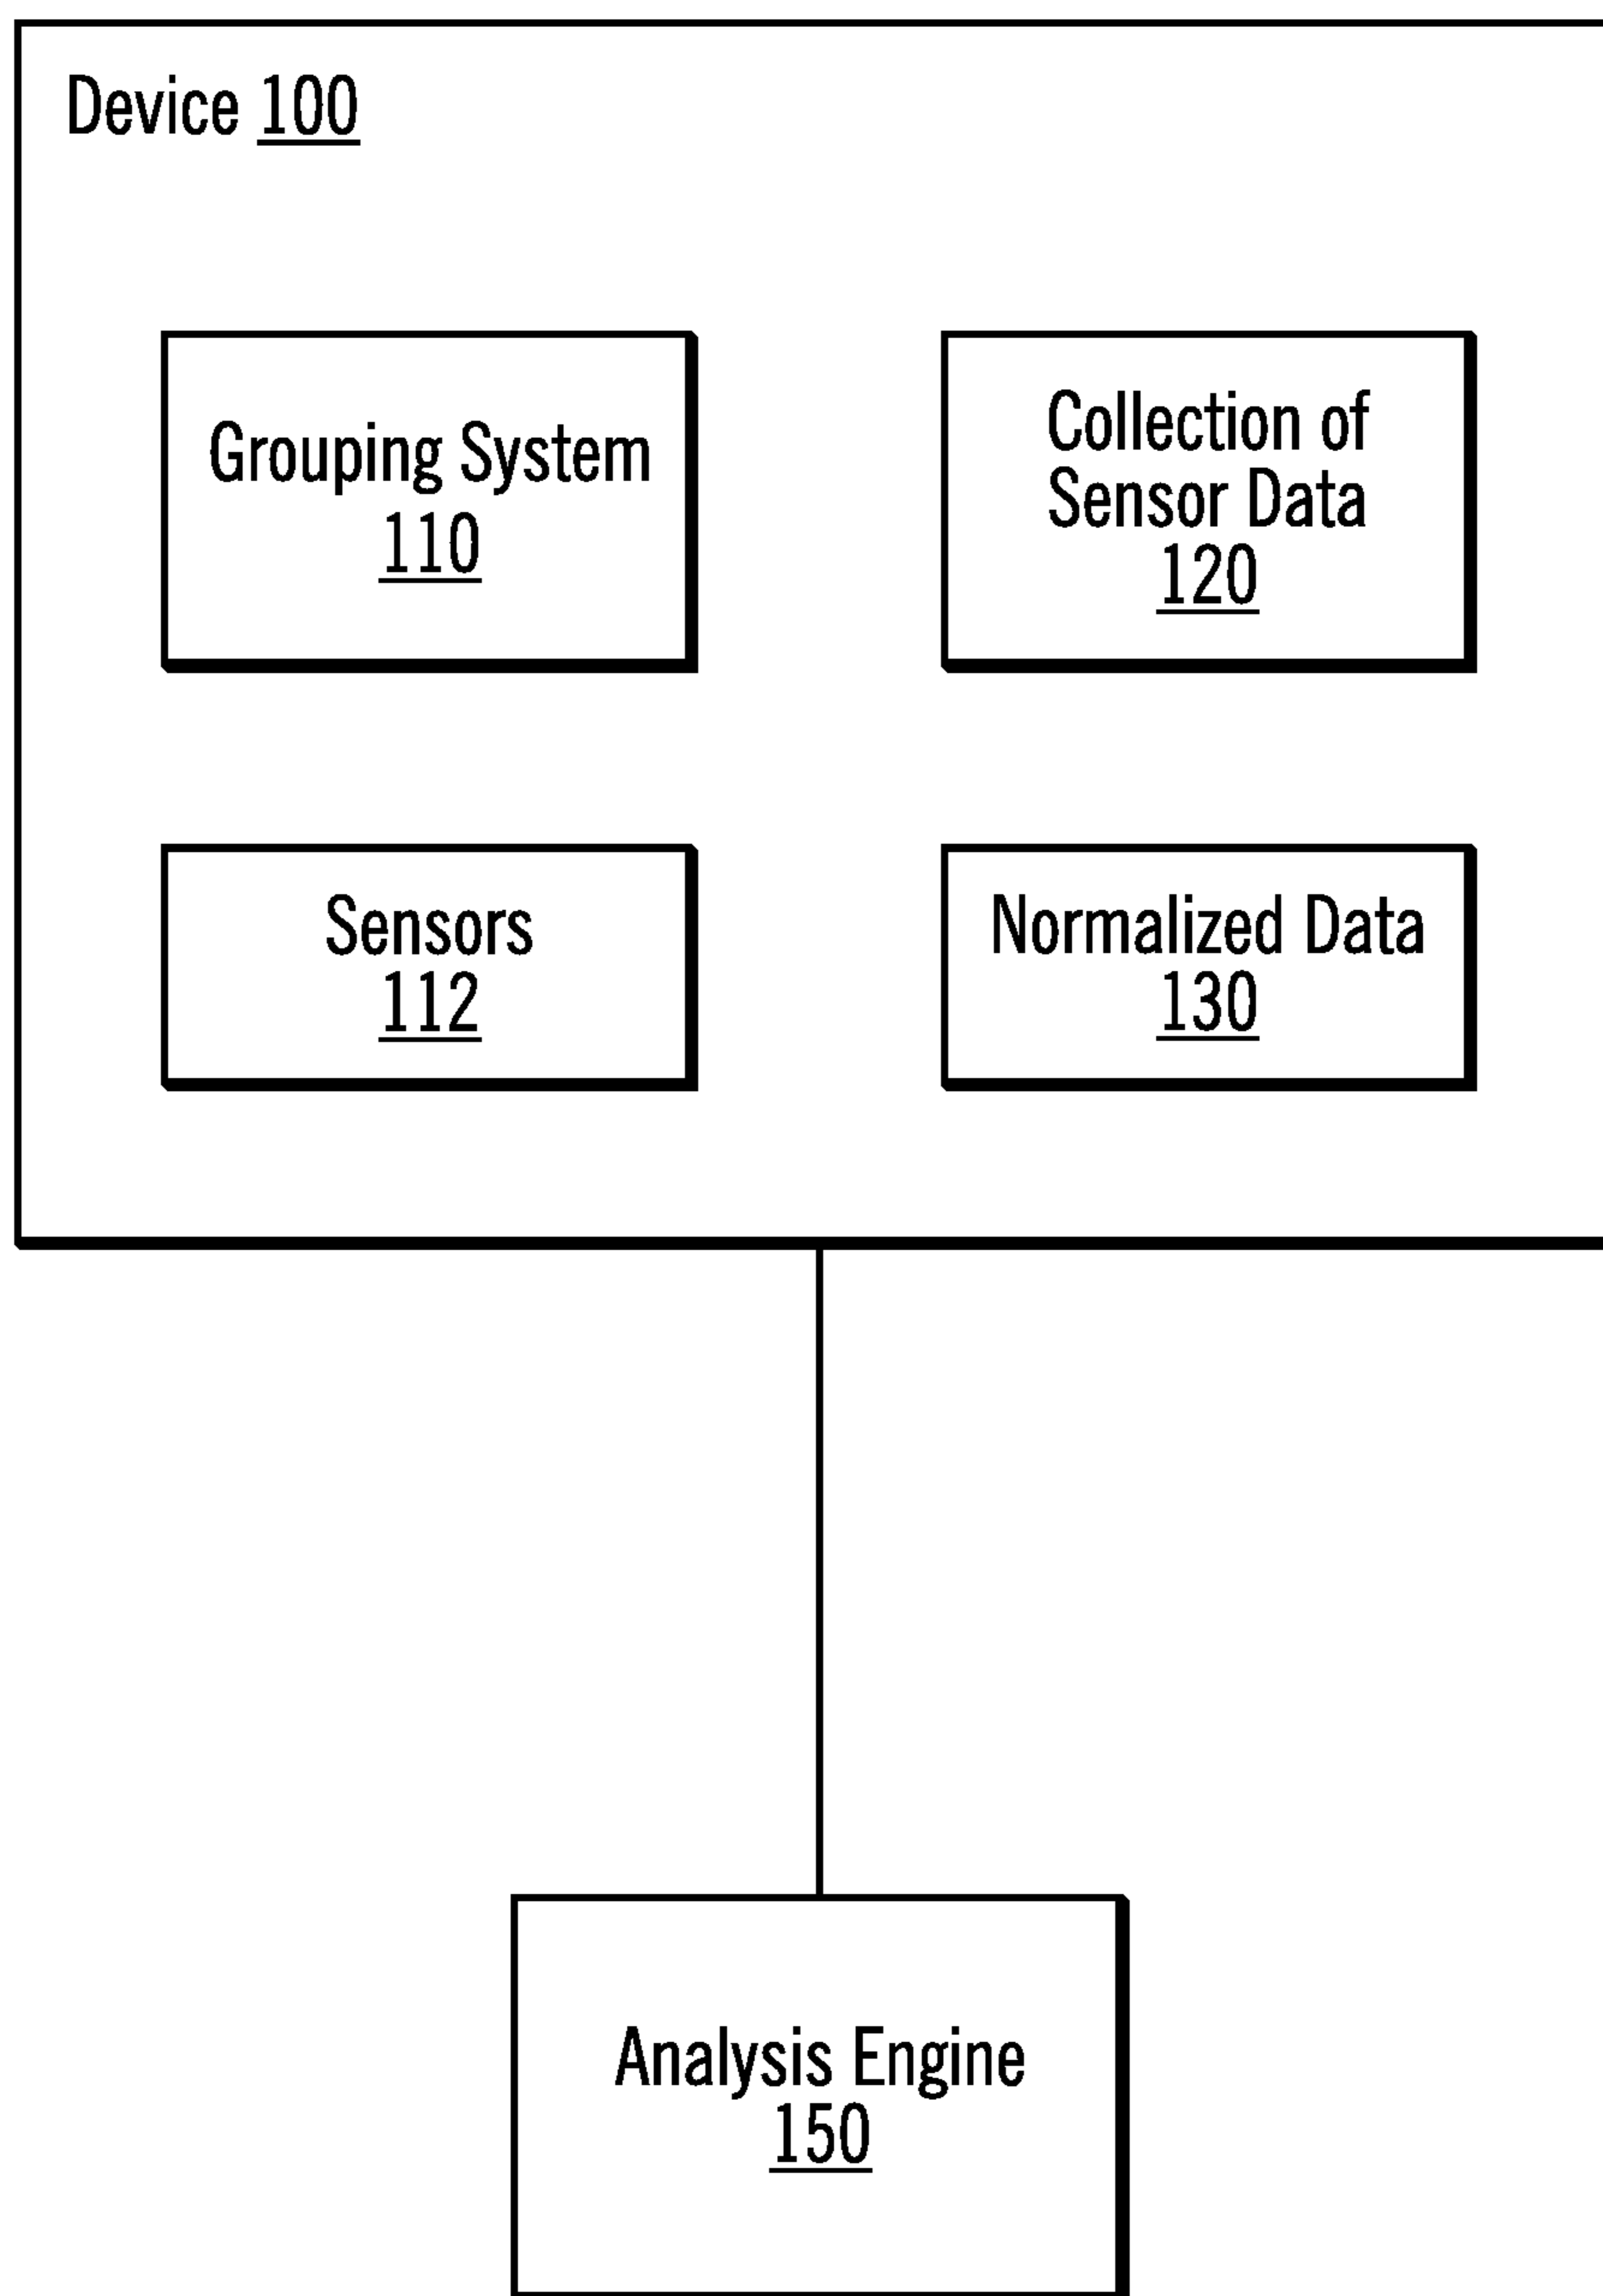 Device 100
Grouping System
110
Collection of
Sensor Data
120
Sensors
112
Normalized Data
130
Analysis Engine
150